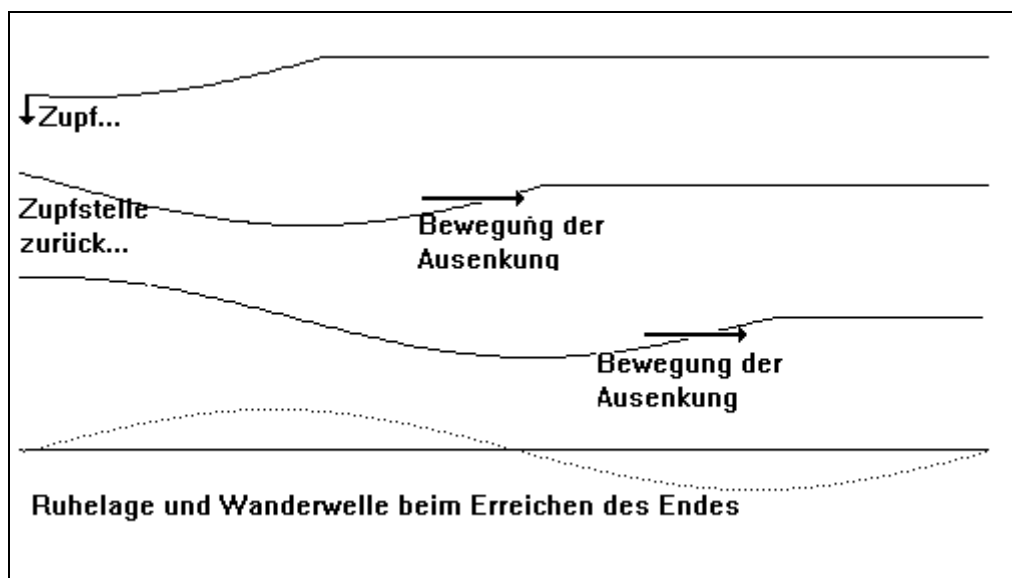 Zupf...
Zupfstelle
zurück...
Bewegung der
Ausenkung
Bewegung der
Ausenkung
Ruhelage und Wanderwelle beim Erreichen des Endes